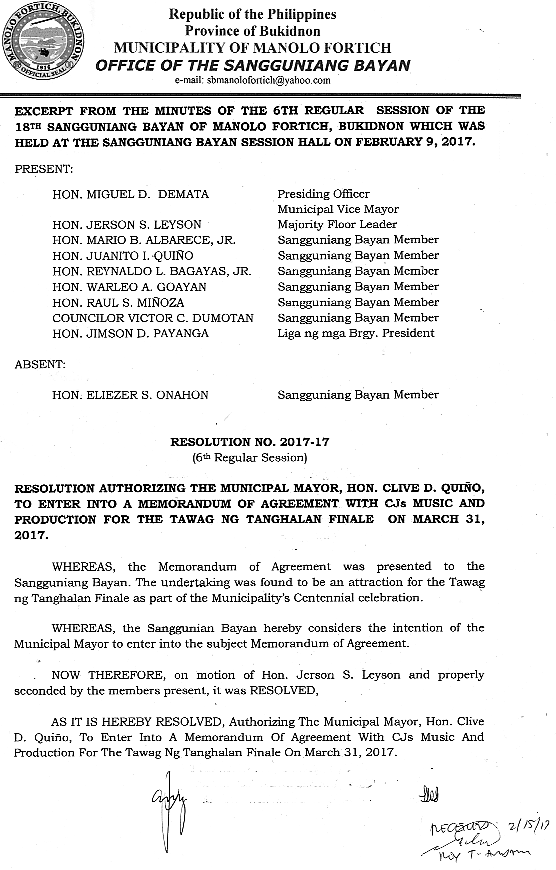 Republic of the Philippines
Province of Bukidnon
MUNICIPALITY OF MANOLO FORTICH
OFFICE OF THE SANGGUNIANG BAYAN
e-mail: sbmanolofortich@yahoo.com
MANOLO FORTICH, BUKIDNON
OFFICIAL SEAL
EXCERPT FROM THE MINUTES OF THE 6TH REGULAR SESSION OF THE
18TH SANGGUNIANG BAYAN OF MANOLO FORTICH, BUKIDNON WHICH WAS
HELD AT THE SANGGUNIANG BAYAN SESSION HALL ON FEBRUARY 9, 2017.
PRESENT:
HON. MIGUEL D. DEMATA Presiding Officer
Municipal Vice Mayor
HON. JERSON S. LEYSON Majority Floor Leader
HON. MARIO B. ALBARECE, JR. Sangguniang Bayan Member
HON. JUANITO I. QUIÑO Sangguniang Bayan Member
HON. REYNALDO L. BAGAYAS, JR. Sangguniang Bayan Member
HON. WARLEO A. GOAYAN Sangguniang Bayan Member
HON. RAUL S. MIÑOZA Sangguniang Bayan Member
COUNCILOR VICTOR C. DUMOTAN Sangguniang Bayan Member
HON. JIMSON D. PAYANGA Liga ng mga Brgy. President
ABSENT:
HON. ELIEZER S. ONAHON Sangguniang Bayan Member
RESOLUTION NO. 2017-17
(6th Regular Session)
RESOLUTION AUTHORIZING THE MUNICIPAL MAYOR, HON. CLIVE D. QUIÑO,
TO ENTER INTO A MEMORANDUM OF AGREEMENT WITH CJs MUSIC AND
PRODUCTION FOR THE TAWAG NG TANGHALAN FINALE ON MARCH 31,
2017.
WHEREAS, the Memorandum of Agreement was presented to the
Sangguniang Bayan. The undertaking was found to be an attraction for the Tawag
ng Tanghalan Finale as part of the Municipality's Centennial celebration.
WHEREAS, the Sanggunian Bayan hereby considers the intention of the
Municipal Mayor to enter into the subject Memorandum of Agreement.
NOW THEREFORE, on motion of Hon. Jerson S. Leyson and properly
seconded by the members present, it was RESOLVED,
AS IT IS HEREBY RESOLVED, Authorizing The Municipal Mayor, Hon. Clive
D. Quiño, To Enter Into A Memorandum Of Agreement With CJs Music And
Production For The Tawag Ng Tanghalan Finale On March 31, 2017.
2/15/17